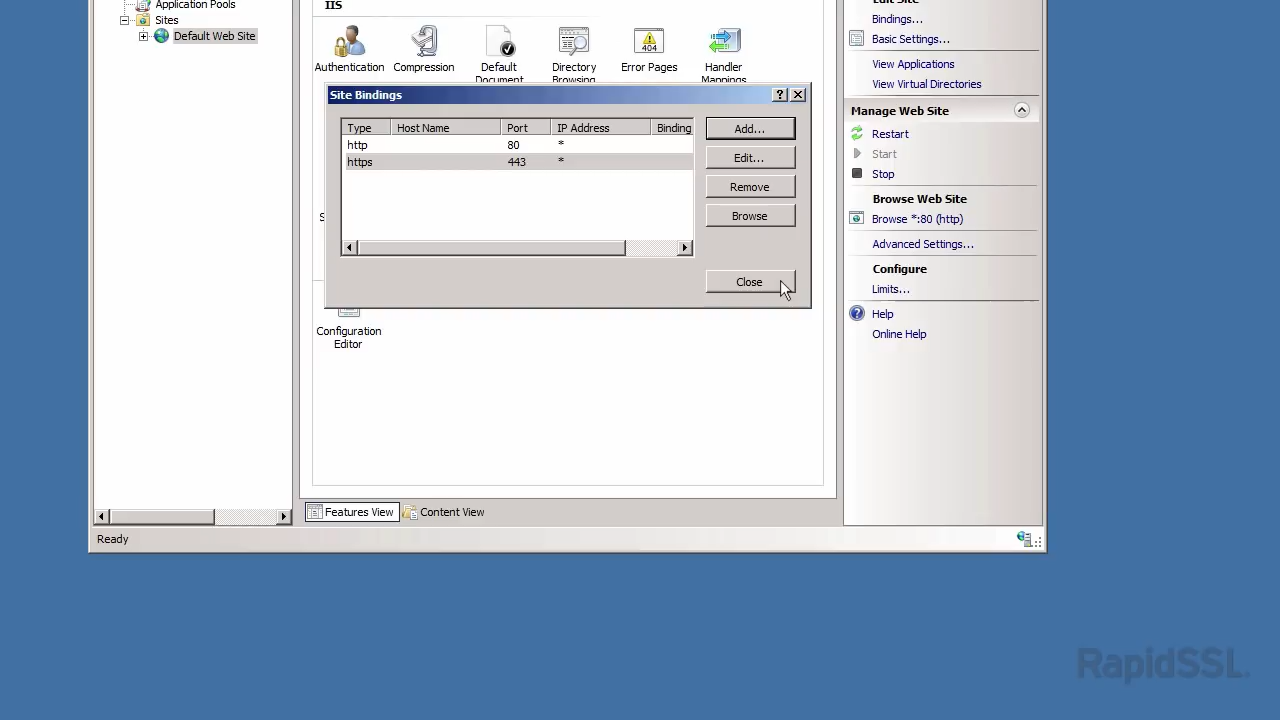 Application Pools
Sites
Default Web Site
IIS
Authentication
Compression
Default
Document
Directory
Browsing
Error Pages
404
Handler
Mappings
Site Bindings
Type Host Name Port IP Address Binding
http 80 *
https 443 *
Add...
Edit...
Remove
Browse
Close
S
Configuration
Editor
Features View
Content View
Ready
Edit Site
Bindings...
Basic Settings...
View Applications
View Virtual Directories
Manage Web Site
Restart
Start
Stop
Browse Web Site
Browse *:80 (http)
Advanced Settings...
Configure
Limits...
Help
Online Help
RapidSSL.